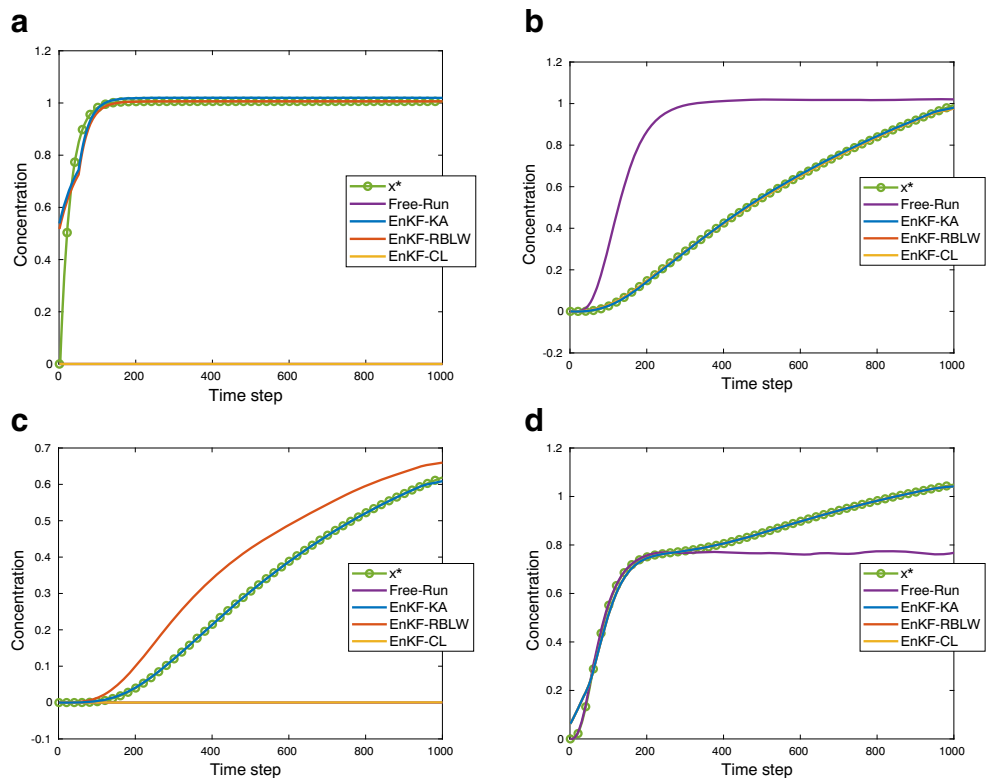 a
1.2
1
0.8
0.6
0.4
0.2
0
Concentration
0 200 400 600 800 1000
Time step
x*
Free-Run
EnKF-KA
EnKF-RBLW
EnKF-CL
b
1.2
1
0.8
0.6
0.4
0.2
0
-0.2
Concentration
0 200 400 600 800 1000
Time step
x*
Free-Run
EnKF-KA
EnKF-RBLW
EnKF-CL
c
0.7
0.6
0.5
0.4
0.3
0.2
0.1
0
-0.1
Concentration
0 200 400 600 800 1000
Time step
x*
Free-Run
EnKF-KA
EnKF-RBLW
EnKF-CL
d
1.2
1
0.8
0.6
0.4
0.2
0
Concentration
0 200 400 600 800 1000
Time step
x*
Free-Run
EnKF-KA
EnKF-RBLW
EnKF-CL